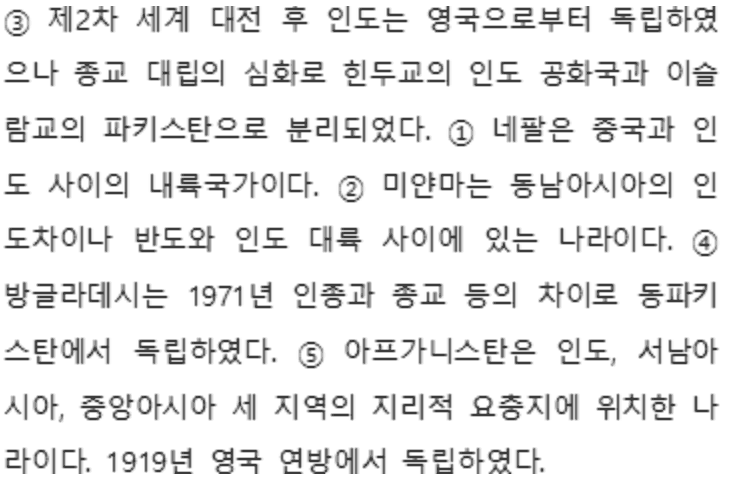 ③ 제2차 세계 대전 후 인도는 영국으로부터 독립하였
으나 종교 대립의 심화로 힌두교의 인도 공화국과 이슬
람교의 파키스탄으로 분리되었다. ① 네팔은 중국과 인
도 사이의 내륙국가이다. ② 미얀마는 동남아시아의 인
도차이나 반도와 인도 대륙 사이에 있는 나라이다. ④
방글라데시는 1971년 인종과 종교 등의 차이로 동파키
스탄에서 독립하였다. ⑤ 아프가니스탄은 인도, 서남아
시아, 중앙아시아 세 지역의 지리적 요충지에 위치한 나
라이다. 1919년 영국 연방에서 독립하였다.